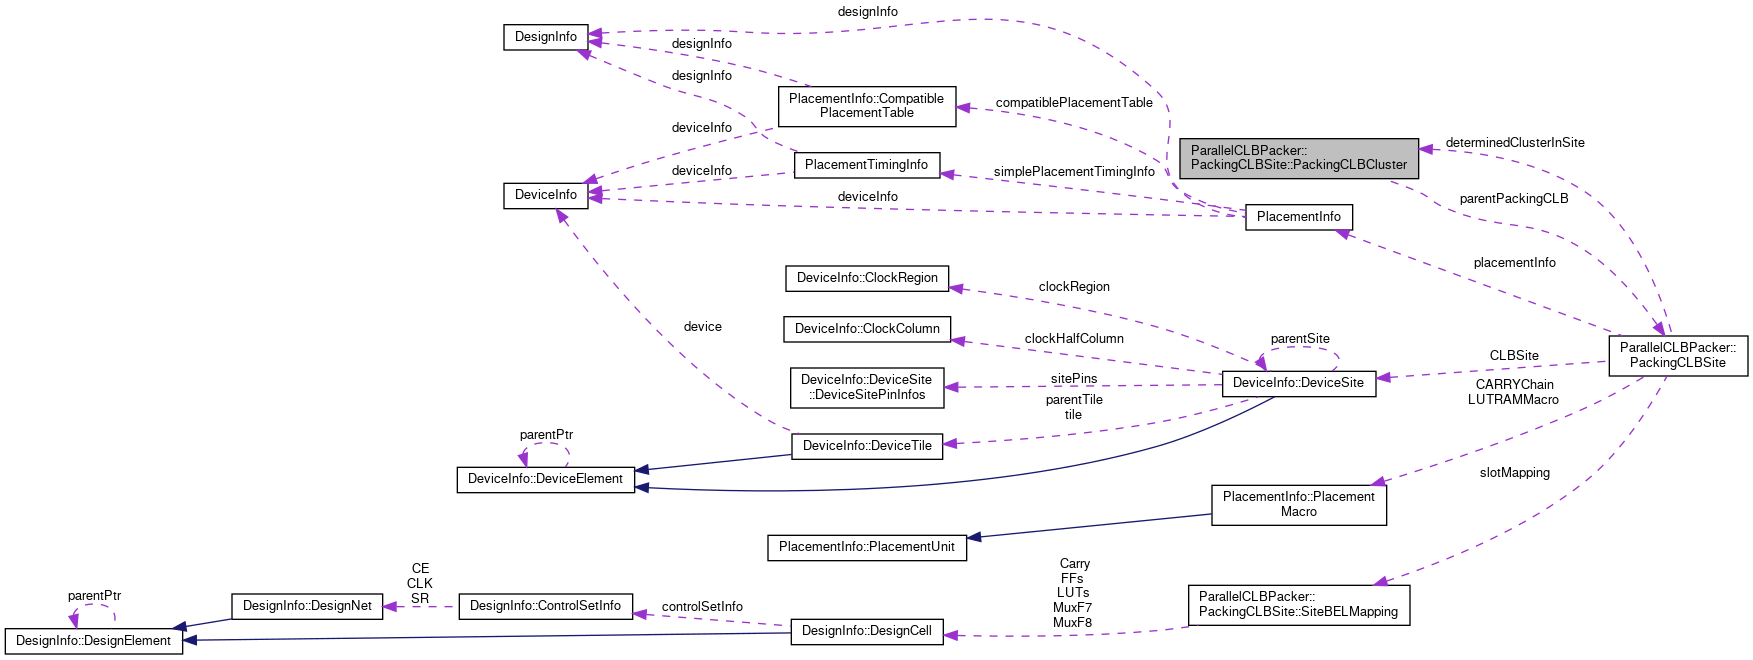 designInfo
DesignInfo
designInfo
designInfo
PlacementInfo::Compatible
PlacementTable
compatiblePlacementTable
deviceInfo
ParallelCLBPacker::
PackingCLBSite::PackingCLBCluster
determinedClusterInSite
PlacementTimingInfo
deviceInfo
simplePlacementTimingInfo
DeviceInfo
deviceInfo
parentPackingCLB
PlacementInfo
placementInfo
DeviceInfo::ClockRegion
clockRegion
device
DeviceInfo::ClockColumn
clockHalfColumn
parentSite
ParallelCLBPacker::
PackingCLBSite
CLBSite
DeviceInfo::DeviceSite
::DeviceSitePinInfos
sitePins
DeviceInfo::DeviceSite
CARRYChain
LUTRAMMacro
parentTile
tile
parentPtr
DeviceInfo::DeviceTile
DeviceInfo::DeviceElement
slotMapping
PlacementInfo::Placement
Macro
PlacementInfo::PlacementUnit
CE
CLK
SR
Carry
FFs
LUTs
MuxF7
MuxF8
parentPtr
DesignInfo::DesignNet
DesignInfo::ControlSetInfo
controlSetInfo
ParallelCLBPacker::
PackingCLBSite::SiteBELMapping
DesignInfo::DesignElement
DesignInfo::DesignCell